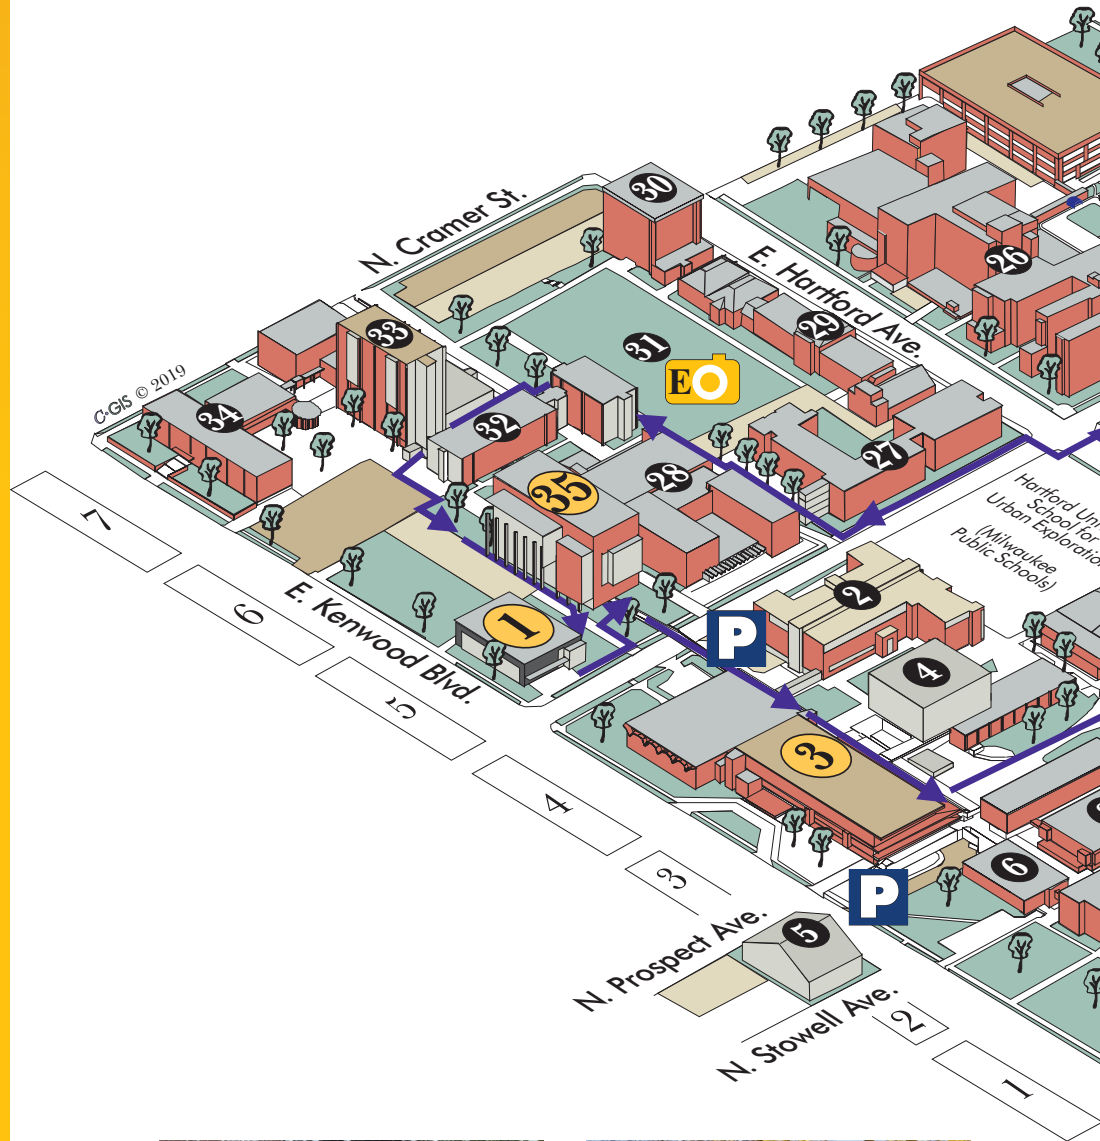 30
N. Cramer St.
E. Hartford Ave.
26
29
31
EO
33
C-GIS © 2019
34
32
27
28
35
Hartford Uni
School for
Urban Exploration
(Milwaukee
Public Schools)
7
6
E. Kenwood Blvd.
1
2
P
4
5
3
4
3
6
P
N. Prospect Ave.
5
N. Stowell Ave.
2
1